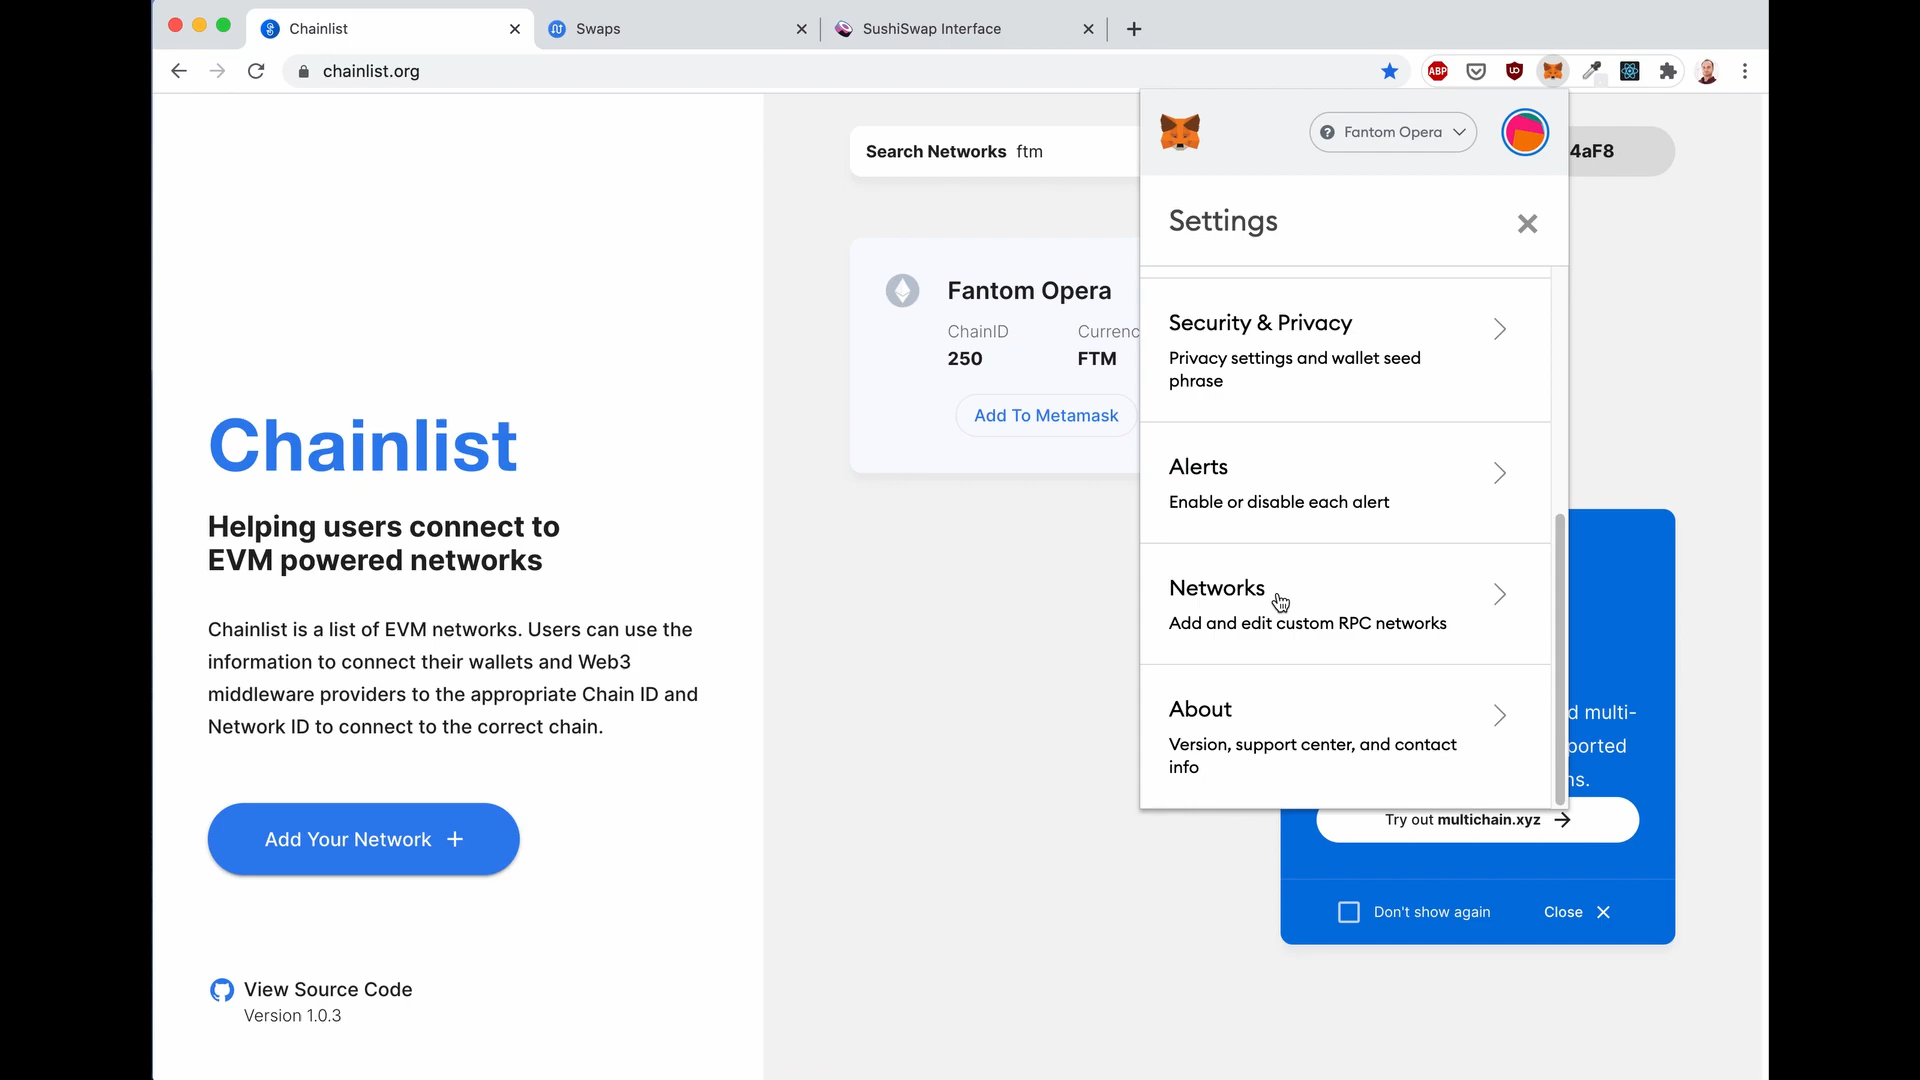 Chainlist
Swaps
SushiSwap Interface
chainlist.org
ABP
Search Networks ftm
4aF8
Fantom Opera
Settings
Fantom Opera
ChainID
250
Currenc
FTM
Add To Metamask
Security & Privacy
Privacy settings and wallet seed
phrase
Alerts
Enable or disable each alert
Networks
Add and edit custom RPC networks
About
Version, support center, and contact
info
Chainlist
Helping users connect to
EVM powered networks
Chainlist is a list of EVM networks. Users can use the
information to connect their wallets and Web3
middleware providers to the appropriate Chain ID and
Network ID to connect to the correct chain.
Add Your Network +
View Source Code
Version 1.0.3
d multi-
ported
ns.
Try out multichain.xyz
Don't show again
Close